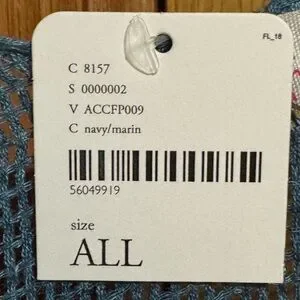 FL_18
C 8157
S 0000002
V ACCFP009
C navy/marin
56049919
size
ALL